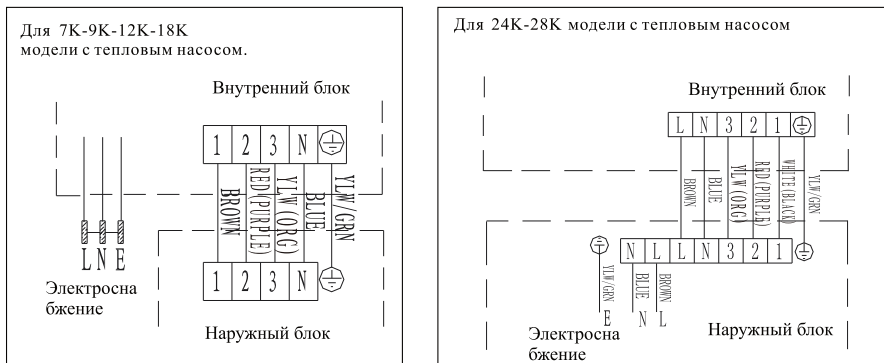 Для 7K-9K-12K-18K
модели с тепловым насосом.
Внутренний блок
1 2 3 N
BROWN
RED(PURPLE)
YLW(ORG)
BLUE
YLW/GRN
1 2 3 N
L N E
Электросна
бжение
Наружный блок
Для 24K-28K модели с тепловым насосом
Внутренний блок
L N 3 2 1
BROWN
BLUE
YLW(ORG)
RED(PURPLE)
WHITE(BLACK)
YLW/GRN
N L L N 3 2 1
YLW/GRN
BLUE
BROWN
E N L
Электросна
бжение
Наружный блок